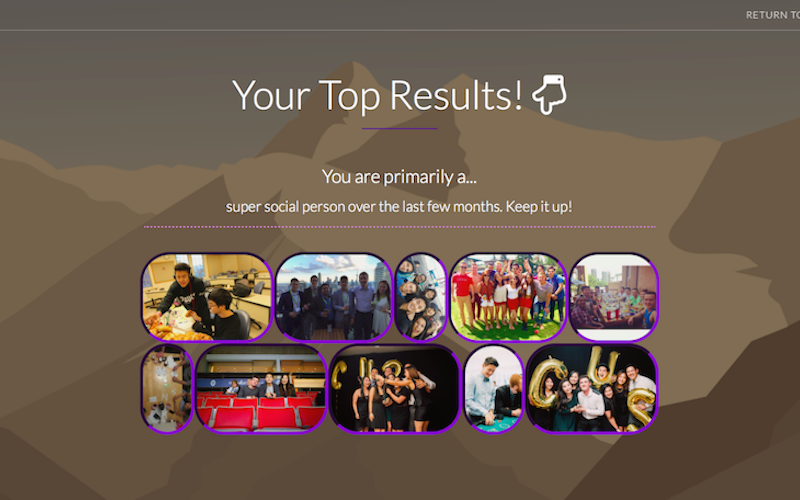 RETURN TO
Your Top Results!
You are primarily a...
super social person over the last few months. Keep it up!
C U S
C U S